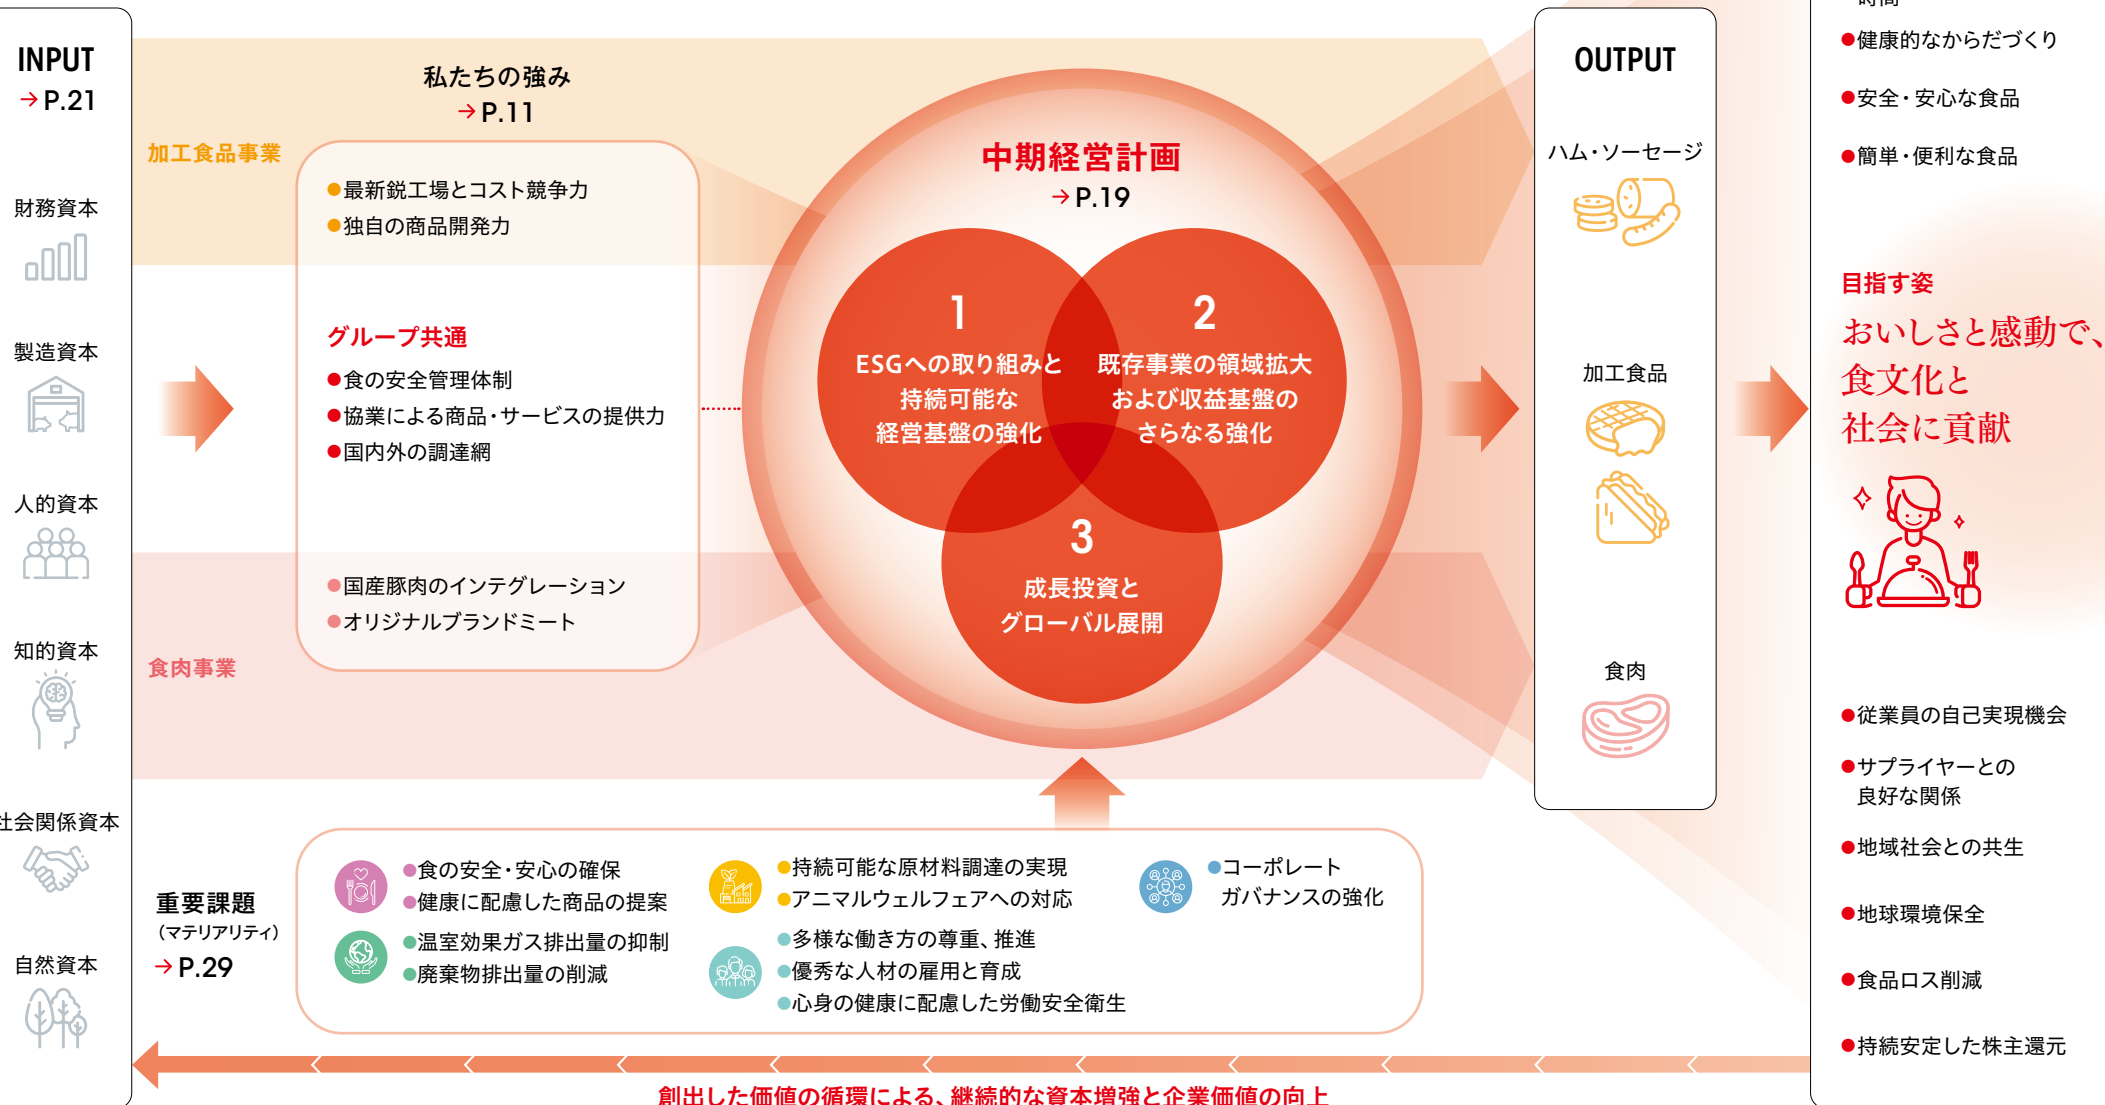 INPUT
→ P.21
財務資本
製造資本
人的資本
知的資本
社会関係資本
自然資本
私たちの強み
→ P.11
加工食品事業
●最新鋭工場とコスト競争力
●独自の商品開発力
グループ共通
●食の安全管理体制
●協業による商品・サービスの提供力
●国内外の調達網
●国産豚肉のインテグレーション
●オリジナルブランドミート
食肉事業
中期経営計画
→ P.19
1
ESGへの取り組みと
持続可能な
経営基盤の強化
2
既存事業の領域拡大
および収益基盤の
さらなる強化
3
成長投資と
グローバル展開
重要課題
（マテリアリティ）
→ P.29
●食の安全・安心の確保
●健康に配慮した商品の提案
●温室効果ガス排出量の抑制
●廃棄物排出量の削減
●持続可能な原材料調達の実現
●アニマルウェルフェアへの対応
●多様な働き方の尊重、推進
●優秀な人材の雇用と育成
●心身の健康に配慮した労働安全衛生
●コーポレート
ガバナンスの強化
OUTPUT
ハム・ソーセージ
加工食品
食肉
時間
●健康的なからだづくり
●安全・安心な食品
●簡単・便利な食品
目指す姿
おいしさと感動で、
食文化と
社会に貢献
●従業員の自己実現機会
●サプライヤーとの
良好な関係
●地域社会との共生
●地球環境保全
●食品ロス削減
●持続安定した株主還元
創出した価値の循環による、継続的な資本増強と企業価値の向上